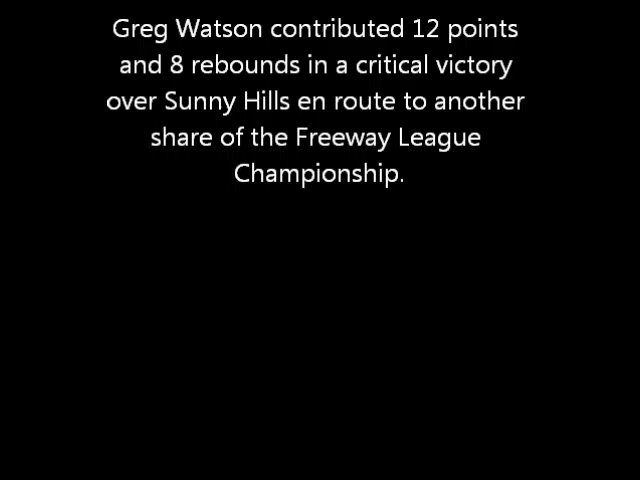 Greg Watson contributed 12 points
and 8 rebounds in a critical victory
over Sunny Hills en route to another
share of the Freeway League
Championship.